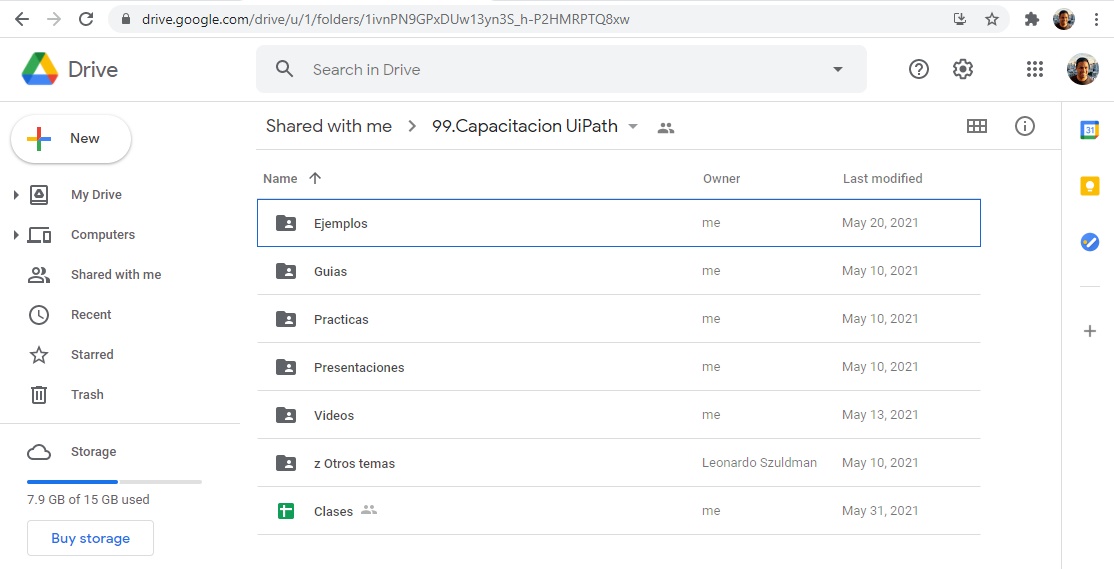 drive.google.com/drive/u/1/folders/1ivnPN9GPxDUw13yn3S_h-P2HMRPTQ8xw
Drive
Search in Drive
New
My Drive
Computers
Shared with me
Recent
Starred
Trash
Storage
7.9 GB of 15 GB used
Buy storage
Shared with me > 99.Capacitacion UiPath
Name Owner Last modified
Ejemplos me May 20, 2021
Guias me May 10, 2021
Practicas me May 10, 2021
Presentaciones me May 10, 2021
Videos me May 13, 2021
z Otros temas Leonardo Szuldman May 10, 2021
Clases me May 31, 2021
31